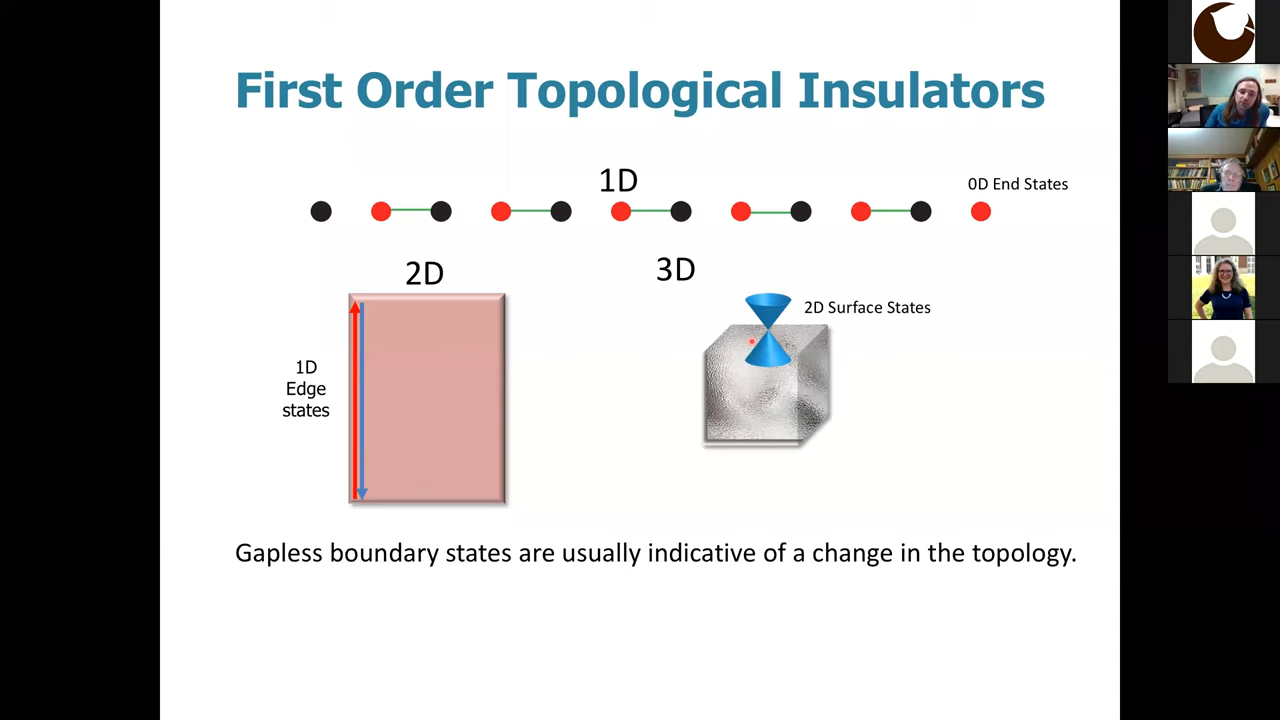 First Order Topological Insulators
1D
0D End States
2D
3D
2D Surface States
1D
Edge
states
Gapless boundary states are usually indicative of a change in the topology.